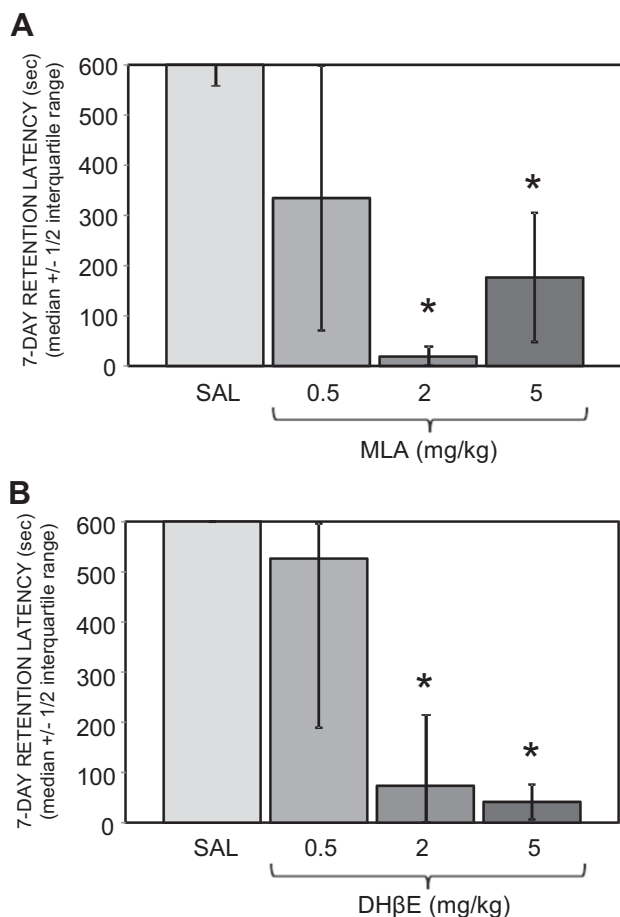 A
7-DAY RETENTION LATENCY (sec)
(median +/- 1/2 interquartile range)
600
500
400
300
200
100
0
*
*
SAL 0.5 2 5
MLA (mg/kg)
B
7-DAY RETENTION LATENCY (sec)
(median +/- 1/2 interquartile range)
600
500
400
300
200
100
0
*
*
SAL 0.5 2 5
DHβE (mg/kg)